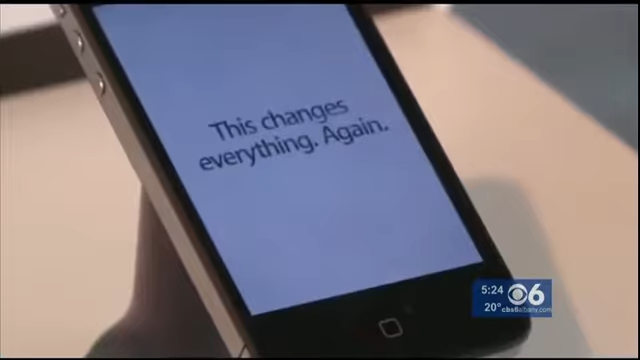 This changes
everything. Again.
5:24
20°
6
cbs6albany.com